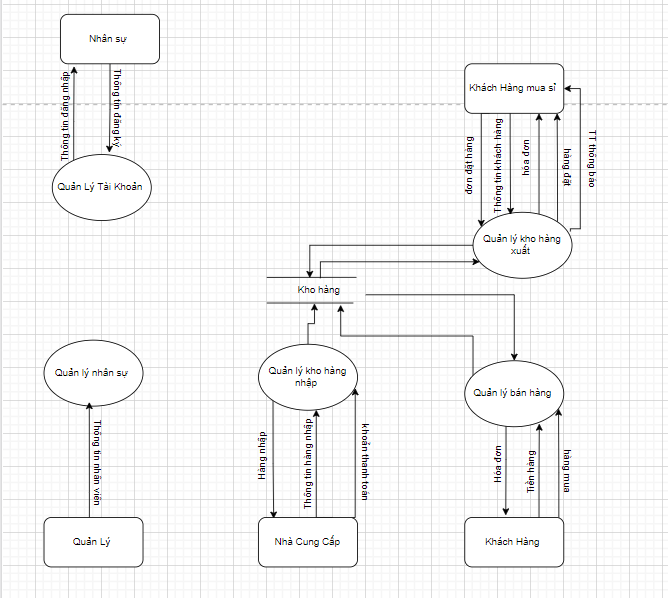 Nhân sự
Thông tin đăng nhập
Thông tin đăng ký
Quản Lý Tài Khoản
Khách Hàng mua sỉ
đơn đặt hàng
Thông tin khách hàng
hóa đơn
hàng đặt
TT thông báo
Quản lý kho hàng
xuất
Kho hàng
Quản lý nhân sự
Thông tin nhân viên
Quản Lý
Quản lý kho hàng
nhập
Hàng nhập
Thông tin hàng nhập
khoản thanh toán
Nhà Cung Cấp
Quản lý bán hàng
Hóa đơn
Tiền hàng
hàng mua
Khách Hàng